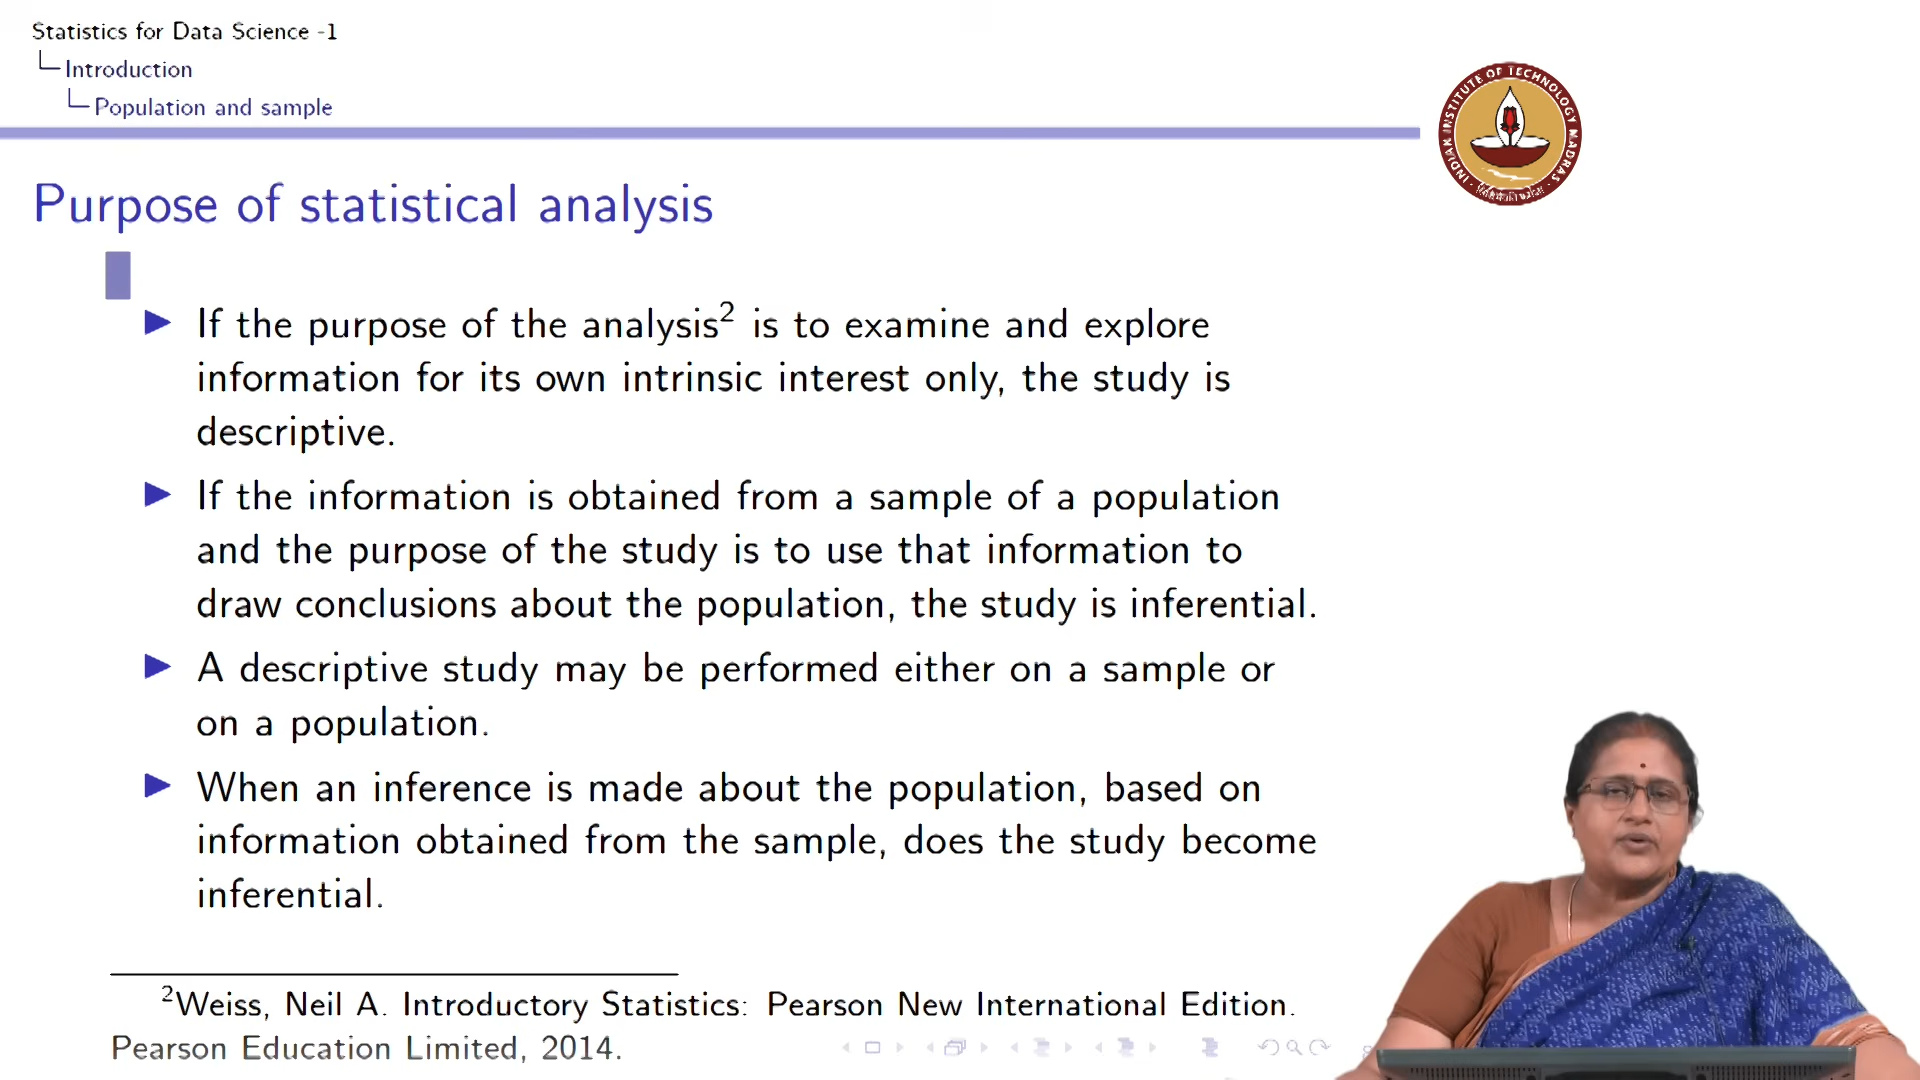 Statistics for Data Science -1
Introduction
Population and sample
INDIAN INSTITUTE OF TECHNOLOGY MADRAS
Purpose of statistical analysis
▶ If the purpose of the analysis² is to examine and explore
information for its own intrinsic interest only, the study is
descriptive.
▶ If the information is obtained from a sample of a population
and the purpose of the study is to use that information to
draw conclusions about the population, the study is inferential.
▶ A descriptive study may be performed either on a sample or
on a population.
▶ When an inference is made about the population, based on
information obtained from the sample, does the study become
inferential.
²Weiss, Neil A. Introductory Statistics: Pearson New International Edition.
Pearson Education Limited, 2014.